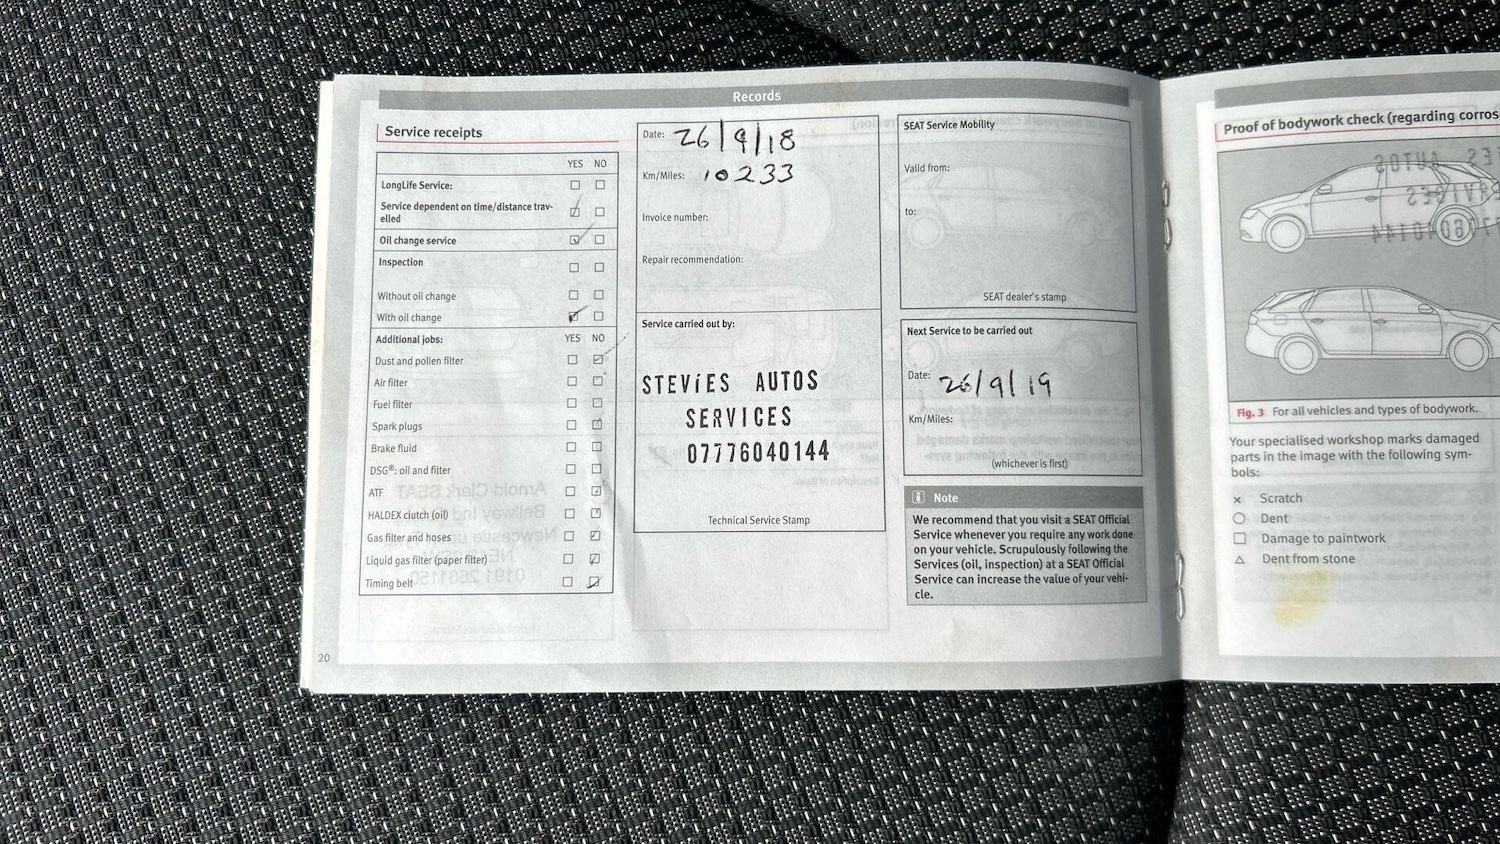 Records
Service receipts
YES NO
LongLife Service:
Service dependent on time/distance trav-
elled
Oil change service
Inspection
Without oil change
With oil change
Additional jobs: YES NO
Dust and pollen filter
Air filter
Fuel filter
Spark plugs
Brake fluid
DSG®: oil and filter
ATF
HALDEX clutch (oil)
Gas filter and hoses
Liquid gas filter (paper filter)
Timing belt
20
Date: 26/9/18
Km/Miles: 10233
Invoice number:
Repair recommendation:
Service carried out by:
STEViES AUTOS
SERVICES
07776040144
Technical Service Stamp
SEAT Service Mobility
Valid from:
to:
SEAT dealer's stamp
Next Service to be carried out
Date: 26/9/19
Km/Miles:
(whichever is first)
Note
We recommend that you visit a SEAT Official
Service whenever you require any work done
on your vehicle. Scrupulously following the
Services (oil, inspection) at a SEAT Official
Service can increase the value of your vehi-
cle.
Proof of bodywork check (regarding corros
Fig. 3 For all vehicles and types of bodywork.
Your specialised workshop marks damaged
parts in the image with the following sym-
bols:
× Scratch
○ Dent
□ Damage to paintwork
△ Dent from stone